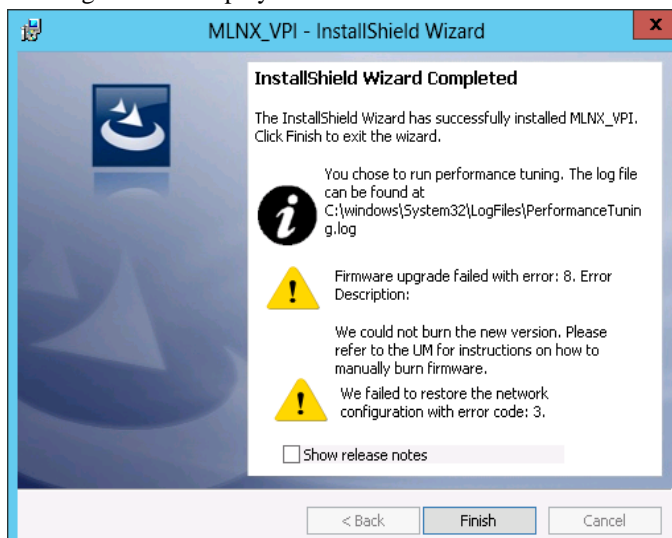 MLNX_VPI - InstallShield Wizard
x
InstallShield Wizard Completed
The InstallShield Wizard has successfully installed MLNX_VPI.
Click Finish to exit the wizard.
You chose to run performance tuning. The log file
can be found at
C:\windows\System32\LogFiles\PerformanceTunin
g.log
Firmware upgrade failed with error: 8. Error
Description:
We could not burn the new version. Please
refer to the UM for instructions on how to
manually burn firmware.
We failed to restore the network
configuration with error code: 3.
Show release notes
< Back
Finish
Cancel